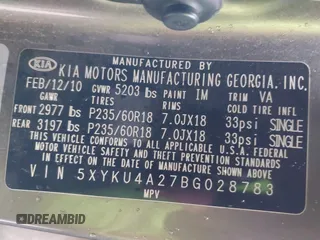 MANUFACTURED BY
KIA KIA MOTORS MANUFACTURING GEORGIA, INC.
FEB/12/10 GVWR 5203 lbs PAINT IM TRIM VA
GAWR TIRES RIMS COLD TIRE INFL
FRONT 2977 lbs P235/60R18 7.0JX18 33psi SINGLE
REAR 3197 lbs P235/60R18 7.0JX18 33psi SINGLE
THIS VEHICLE CONFORMS TO ALL APPLICABLE U.S.A. FEDERAL
MOTOR VEHICLE SAFETY AND THEFT PREVENTION
STANDARDS IN EFFECT ON THE DATE OF MANUFACTURE SHOWN ABOVE
VIN 5XYKU4A27BG028783
MPV
DREAMBID